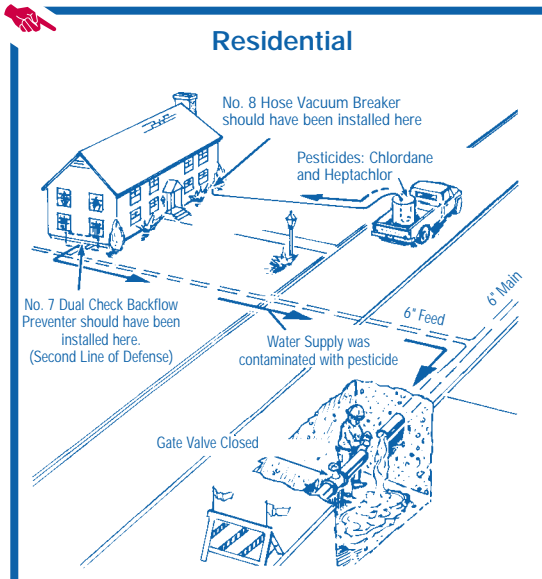 Residential
No. 8 Hose Vacuum Breaker
should have been installed here
Pesticides: Chlordane
and Heptachlor
No. 7 Dual Check Backflow
Preventer should have been
installed here.
(Second Line of Defense)
Water Supply was
contaminated with pesticide
6" Feed
6" Main
Gate Valve Closed